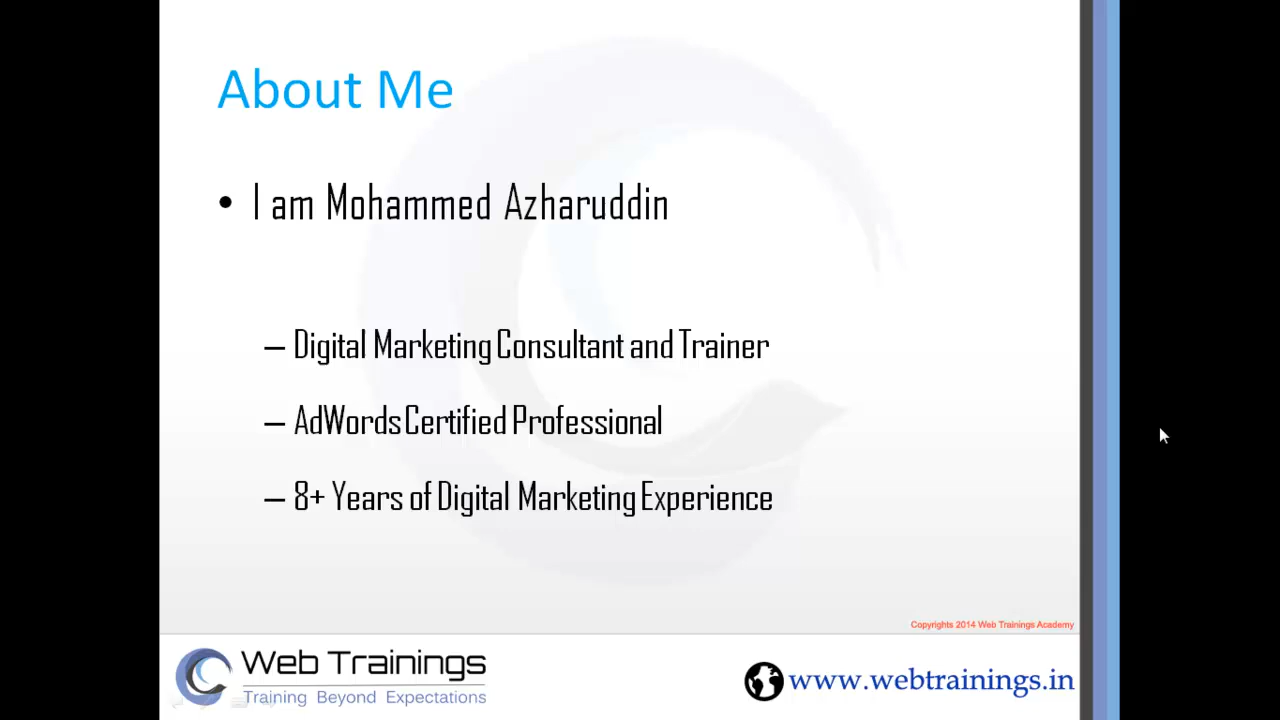 About Me
• I am Mohammed Azharuddin
– Digital Marketing Consultant and Trainer
– AdWords Certified Professional
– 8+ Years of Digital Marketing Experience
Copyrights 2014 Web Trainings Academy
Web Trainings
Training Beyond Expectations
www.webtrainings.in